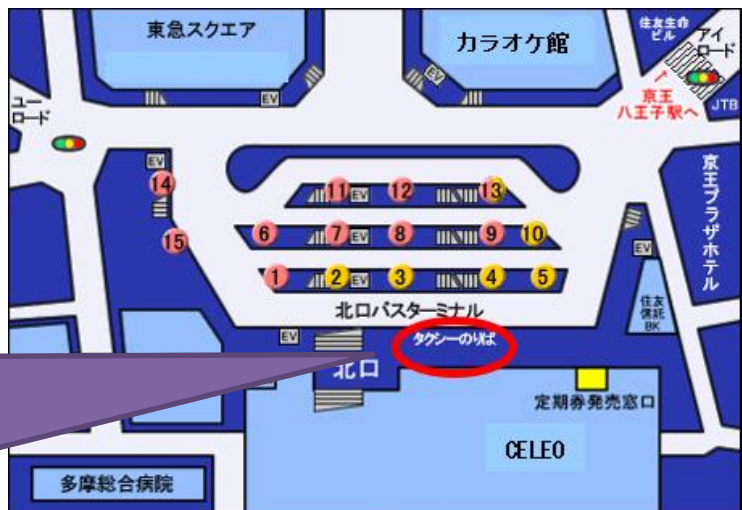 東急スクエア
カラオケ館
住友生命
ビル
アイ
ロード
京王
八王子駅へ
JTB
ユー
ロード
EV
EV
EV
14
11
EV
12
13
京王プラザホテル
15
6
7
EV
8
9
10
EV
1
2
EV
3
4
5
住友
信託
BK
北口バスターミナル
EV
タクシーのりば
北口
定期券発売窓口
CELEO
多摩総合病院